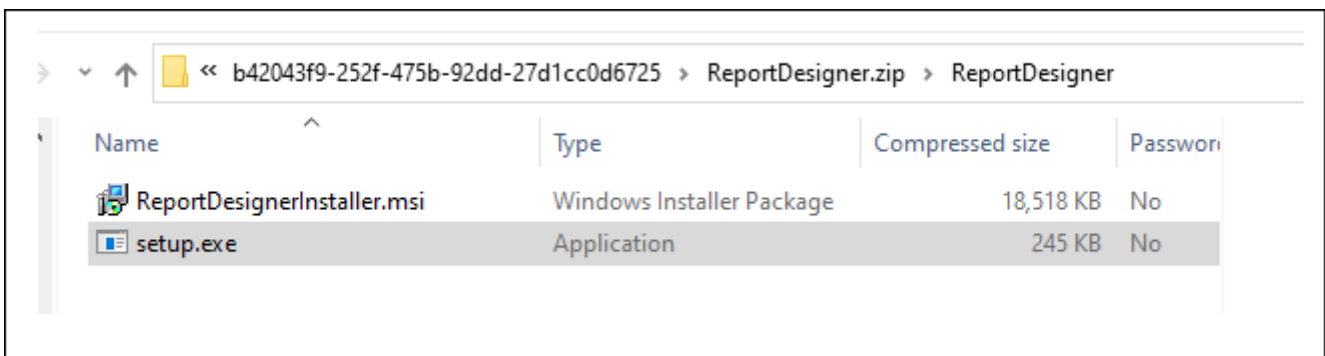 « b42043f9-252f-475b-92dd-27d1cc0d6725 > ReportDesigner.zip > ReportDesigner
Name Type Compressed size Password
ReportDesignerInstaller.msi Windows Installer Package 18,518 KB No
setup.exe Application 245 KB No